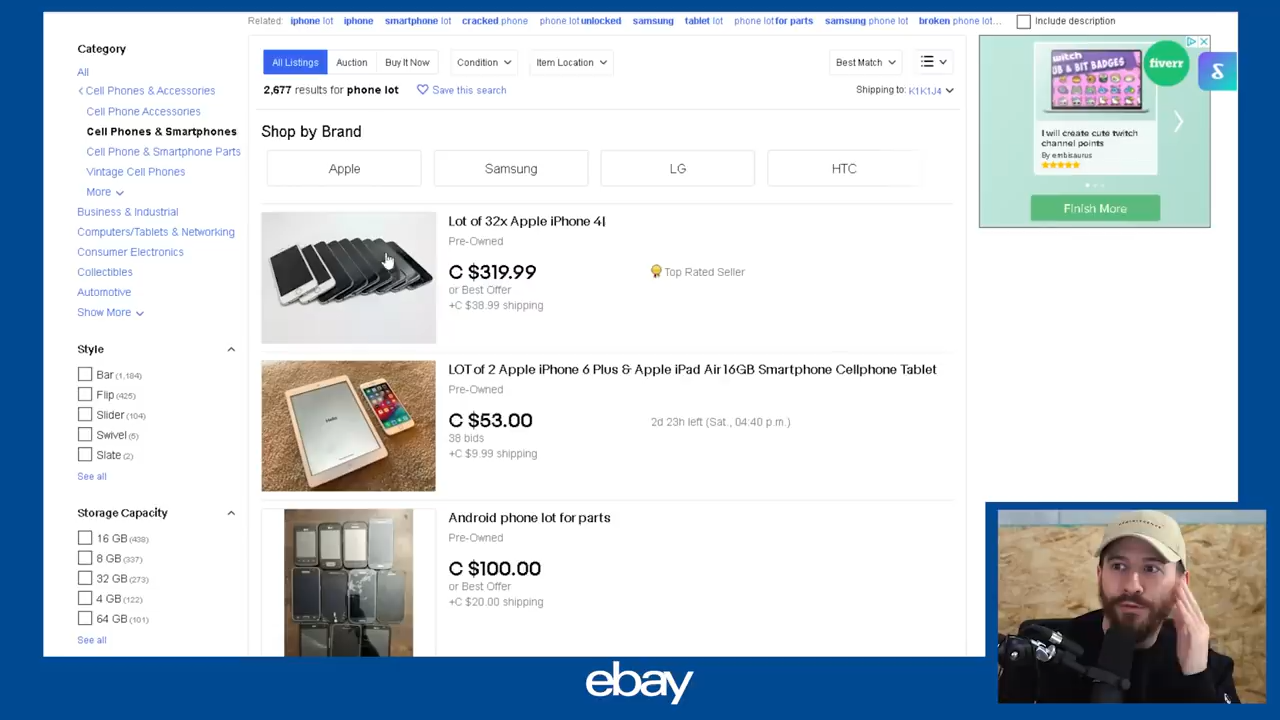 Related: iphone lot iphone smartphone lot cracked phone phone lot unlocked samsung tablet lot phone lot for parts samsung phone lot broken phone lot... Include description
Category
All
Cell Phones & Accessories
Cell Phone Accessories
Cell Phones & Smartphones
Cell Phone & Smartphone Parts
Vintage Cell Phones
More
Business & Industrial
Computers/Tablets & Networking
Consumer Electronics
Collectibles
Automotive
Show More
Style
Bar (1,184)
Flip (425)
Slider (104)
Swivel (5)
Slate (2)
See all
Storage Capacity
16 GB (438)
8 GB (337)
32 GB (273)
4 GB (122)
64 GB (101)
See all
All Listings Auction Buy It Now Condition Item Location Best Match
2,677 results for phone lot Save this search Shipping to: K1K1J4
Shop by Brand
Apple Samsung LG HTC
Lot of 32x Apple iPhone 4|
Pre-Owned
C $319.99 Top Rated Seller
or Best Offer
+C $38.99 shipping
LOT of 2 Apple iPhone 6 Plus & Apple iPad Air 16GB Smartphone Cellphone Tablet
Pre-Owned
C $53.00 2d 23h left (Sat., 04:40 p.m.)
38 bids
+C $9.99 shipping
Android phone lot for parts
Pre-Owned
C $100.00
or Best Offer
+C $20.00 shipping
twitch
SUB & BIT BADGES
fiverr
I will create cute twitch
channel points
By embisaurus
Finish More
Hello
ebay